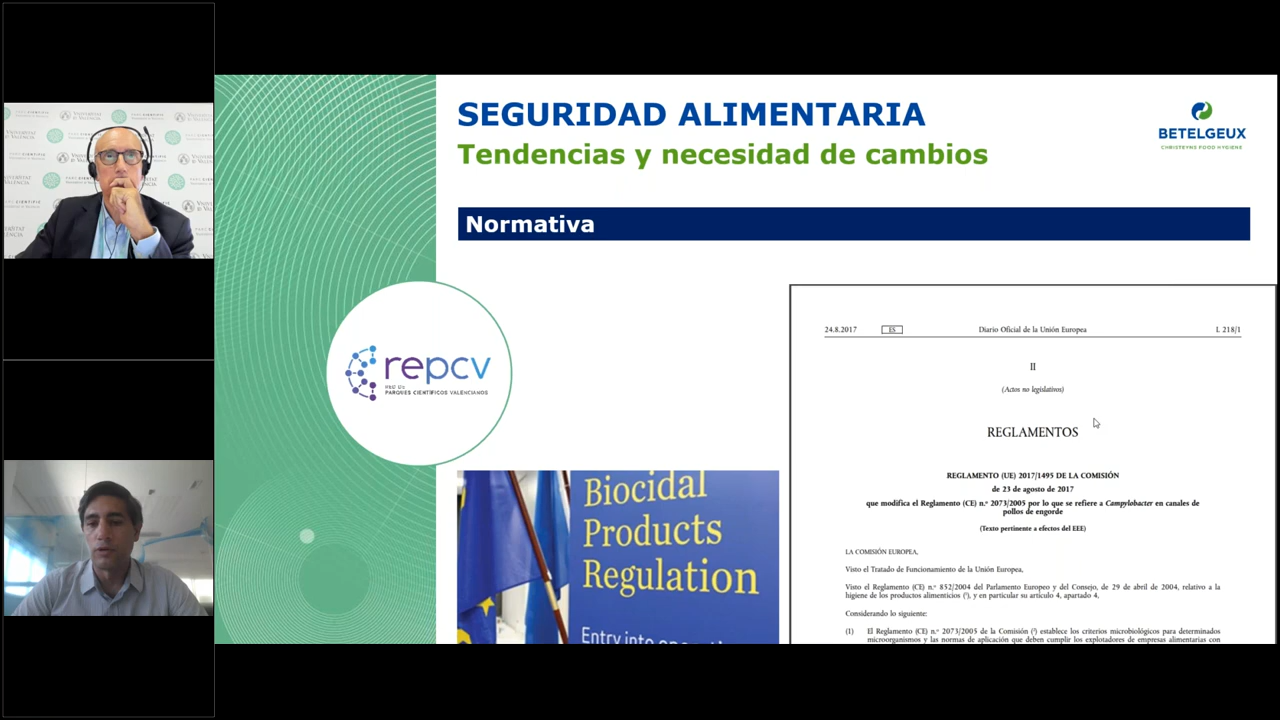 SEGURIDAD ALIMENTARIA
Tendencias y necesidad de cambios
BETELGEUX
CHRISTEYNS FOOD HYGIENE
Normativa
repcv
PARQUES CIENTÍFICOS VALENCIANOS
Biocidal
Products
Regulation
Entry into
24.8.2017 ES Diario Oficial de la Unión Europea L 218/1
II
(Actos no legislativos)
REGLAMENTOS
REGLAMENTO (UE) 2017/1495 DE LA COMISIÓN
de 23 de agosto de 2017
que modifica el Reglamento (CE) n.º 2073/2005 por lo que se refiere a Campylobacter en canales de
pollos de engorde
(Texto pertinente a efectos del EEE)
LA COMISIÓN EUROPEA,
Visto el Tratado de Funcionamiento de la Unión Europea,
Visto el Reglamento (CE) n.º 852/2004 del Parlamento Europeo y del Consejo, de 29 de abril de 2004, relativo a la
higiene de los productos alimenticios (¹), y en particular su artículo 4, apartado 4,
Considerando lo siguiente:
(1) El Reglamento (CE) n.º 2073/2005 de la Comisión (²) establece los criterios microbiológicos para determinados
microorganismos y las normas de aplicación que deben cumplir los explotadores de empresas alimentarias con